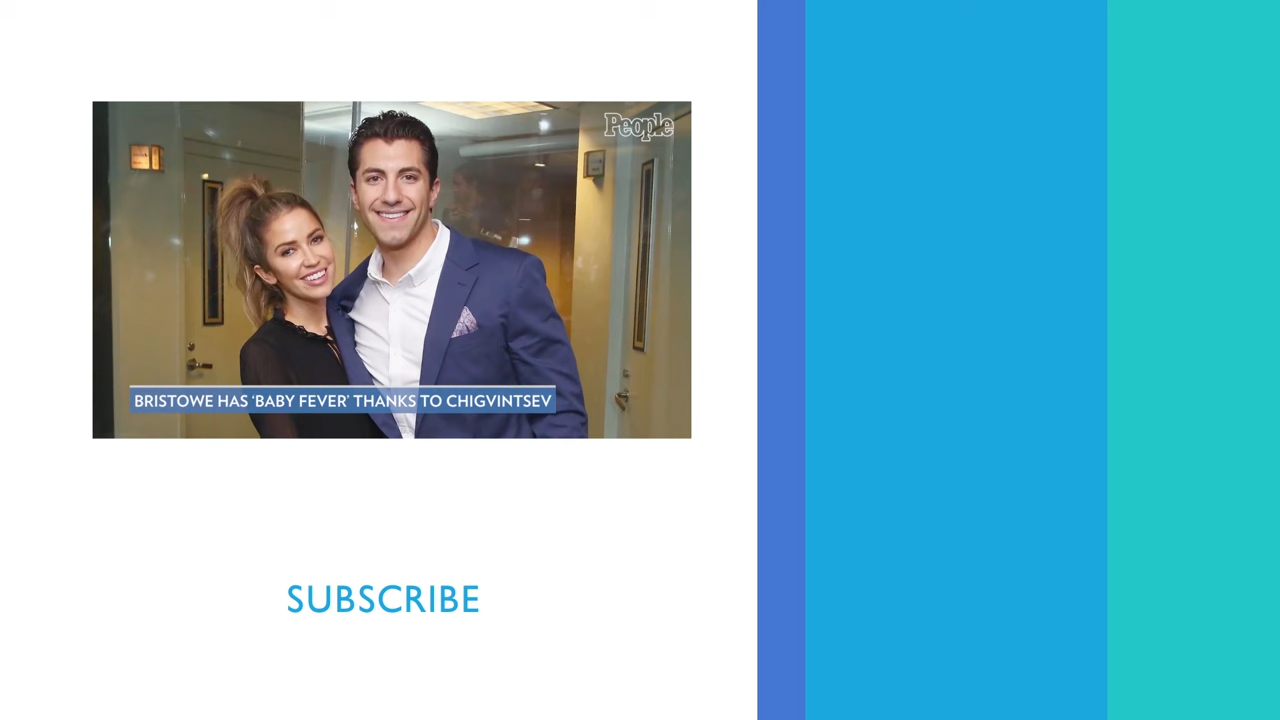 People
BRISTOWE HAS ‘BABY FEVER’ THANKS TO CHIGVINTSEV
SUBSCRIBE